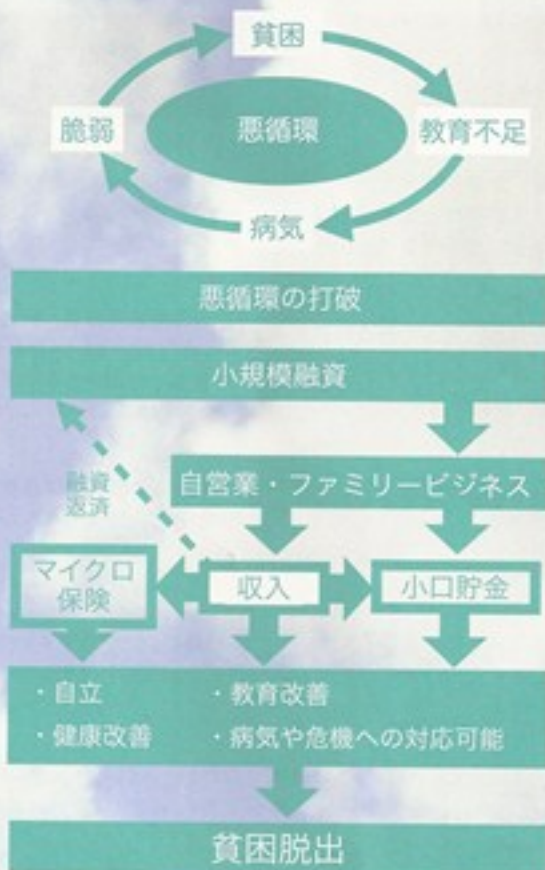 貧困
脆弱
悪循環
教育不足
病気
悪循環の打破
小規模融資
融資
返済
自営業・ファミリービジネス
マイクロ
保険
収入
小口貯金
・自立
・教育改善
・健康改善
・病気や危機への対応可能
貧困脱出